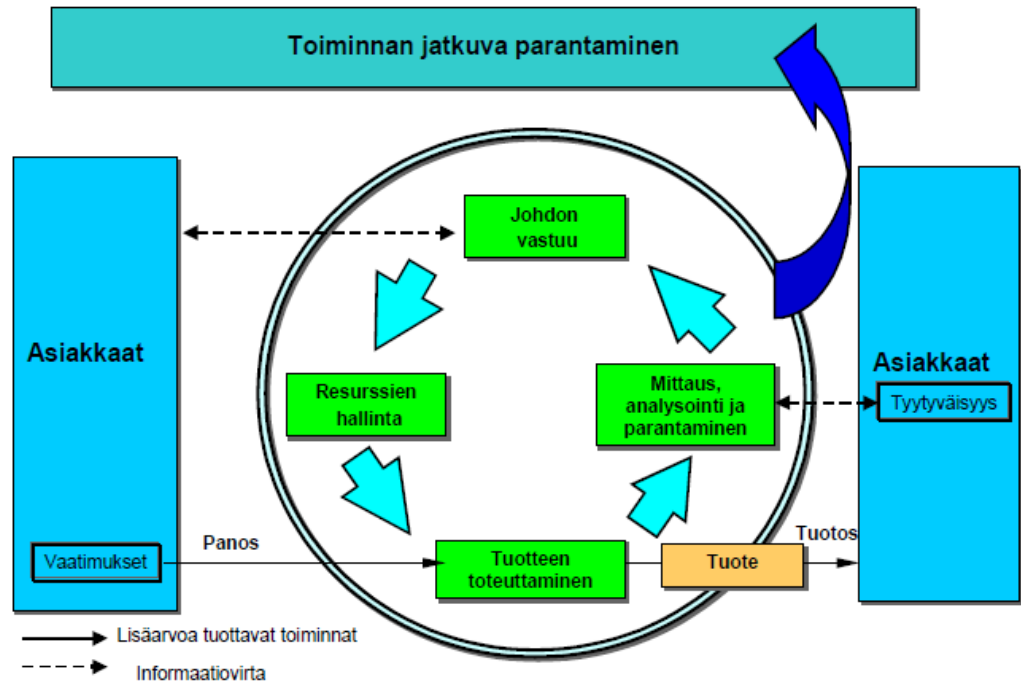 Toiminnan jatkuva parantaminen
Johdon
vastuu
Asiakkaat
Resurssien
hallinta
Mittaus,
analysointi ja
parantaminen
Asiakkaat
Tyytyväisyys
Vaatimukset
Panos
Tuotteen
toteuttaminen
Tuote
Tuotos
Lisäarvoa tuottavat toiminnat
Informaatiovirta